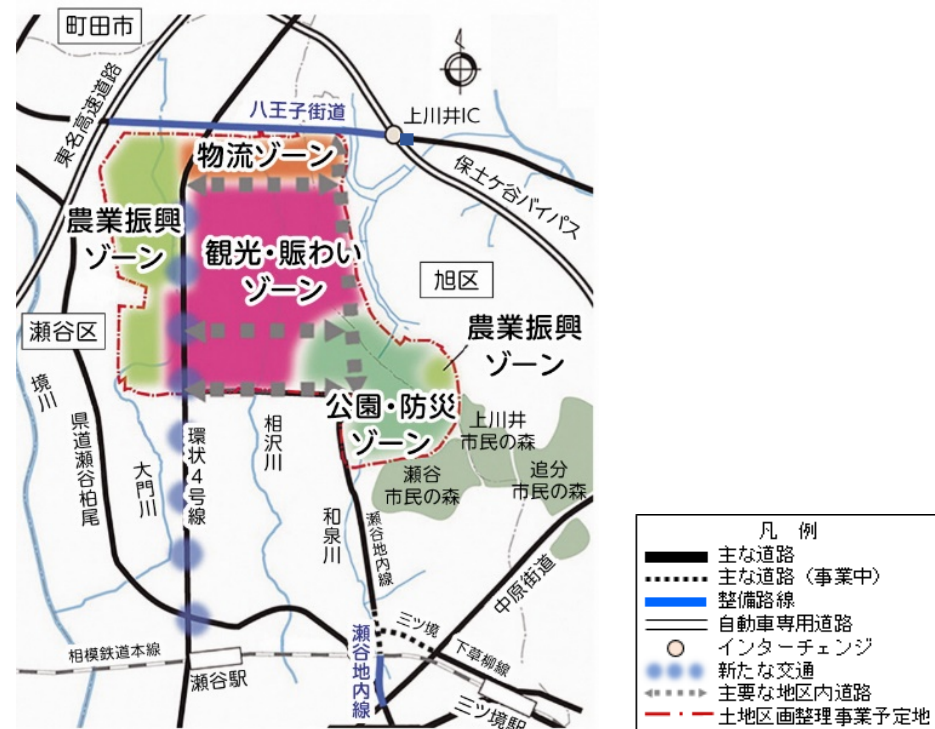 町田市
東名高速道路
八王子街道
上川井IC
保土ケ谷バイパス
物流ゾーン
農業振興
ゾーン
観光・賑わい
ゾーン
旭区
瀬谷区
農業振興
ゾーン
公園・防災
ゾーン
上川井
市民の森
瀬谷
市民の森
追分
市民の森
境川
県道瀬谷柏尾
大門川
環状4号線
相沢川
和泉川
瀬谷地内線
中原街道
三ツ境
下草柳線
相模鉄道本線
瀬谷駅
瀬谷地内線
三ツ境駅
凡 例
主な道路
主な道路(事業中)
整備路線
自動車専用道路
インターチェンジ
新たな交通
主要な地区内道路
土地区画整理事業予定地